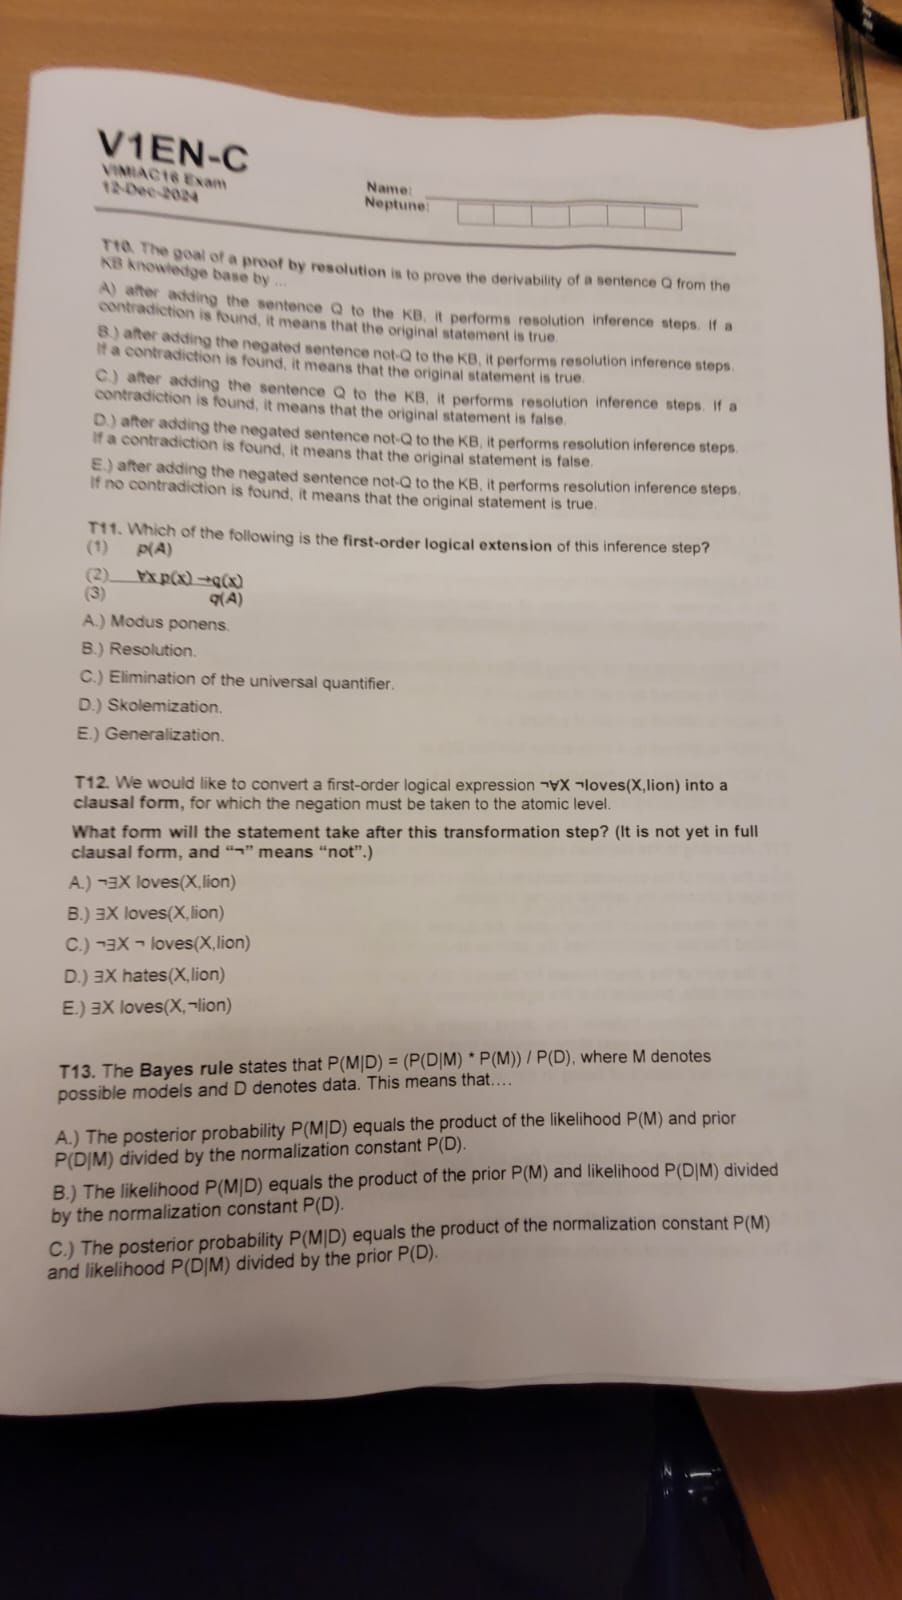 V1EN-C
VIMIAC16 Exam
12-Dec-2024
Name:
Neptune:
T10. The goal of a proof by resolution is to prove the derivability of a sentence Q from the
KB knowledge base by ...
A) after adding the sentence Q to the KB, it performs resolution inference steps. If a
contradiction is found, it means that the original statement is true.
B.) after adding the negated sentence not-Q to the KB, it performs resolution inference steps.
If a contradiction is found, it means that the original statement is true.
C.) after adding the sentence Q to the KB, it performs resolution inference steps. If a
contradiction is found, it means that the original statement is false.
D.) after adding the negated sentence not-Q to the KB, it performs resolution inference steps.
If a contradiction is found, it means that the original statement is false.
E.) after adding the negated sentence not-Q to the KB, it performs resolution inference steps.
If no contradiction is found, it means that the original statement is true.
T11. Which of the following is the first-order logical extension of this inference step?
(1) p(A)
(2) ∀x p(x) →q(x)
(3) q(A)
A.) Modus ponens.
B.) Resolution.
C.) Elimination of the universal quantifier.
D.) Skolemization.
E.) Generalization.
T12. We would like to convert a first-order logical expression ¬∀X ¬loves(X,lion) into a
clausal form, for which the negation must be taken to the atomic level.
What form will the statement take after this transformation step? (It is not yet in full
clausal form, and “¬” means “not”.)
A.) ¬∃X loves(X,lion)
B.) ∃X loves(X,lion)
C.) ¬∃X ¬ loves(X,lion)
D.) ∃X hates(X,lion)
E.) ∃X loves(X,¬lion)
T13. The Bayes rule states that P(M|D) = (P(D|M) * P(M)) / P(D), where M denotes
possible models and D denotes data. This means that....
A.) The posterior probability P(M|D) equals the product of the likelihood P(M) and prior
P(D|M) divided by the normalization constant P(D).
B.) The likelihood P(M|D) equals the product of the prior P(M) and likelihood P(D|M) divided
by the normalization constant P(D).
C.) The posterior probability P(M|D) equals the product of the normalization constant P(M)
and likelihood P(D|M) divided by the prior P(D).